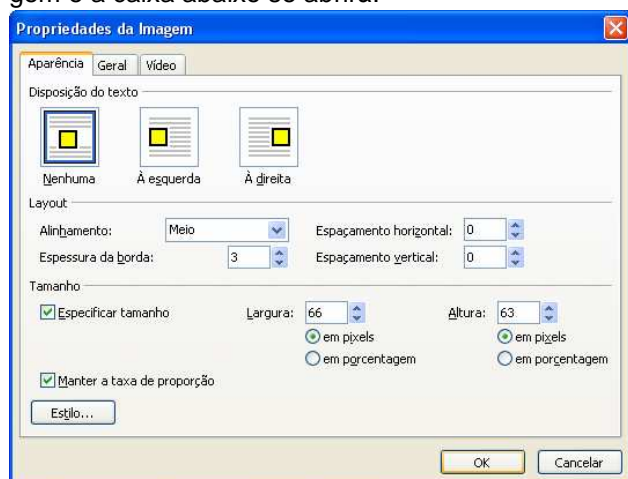 gem e a caixa abaixo se abrirá:
Propriedades da Imagem
Aparência Geral Vídeo
Disposição do texto
Nenhuma À esquerda À direita
Layout
Alinhamento: Meio Espaçamento horizontal: 0
Espessura da borda: 3 Espaçamento vertical: 0
Tamanho
Especificar tamanho Largura: 66 Altura: 63
em pixels em pixels
em porcentagem em porcentagem
Manter a taxa de proporção
Estilo...
OK Cancelar